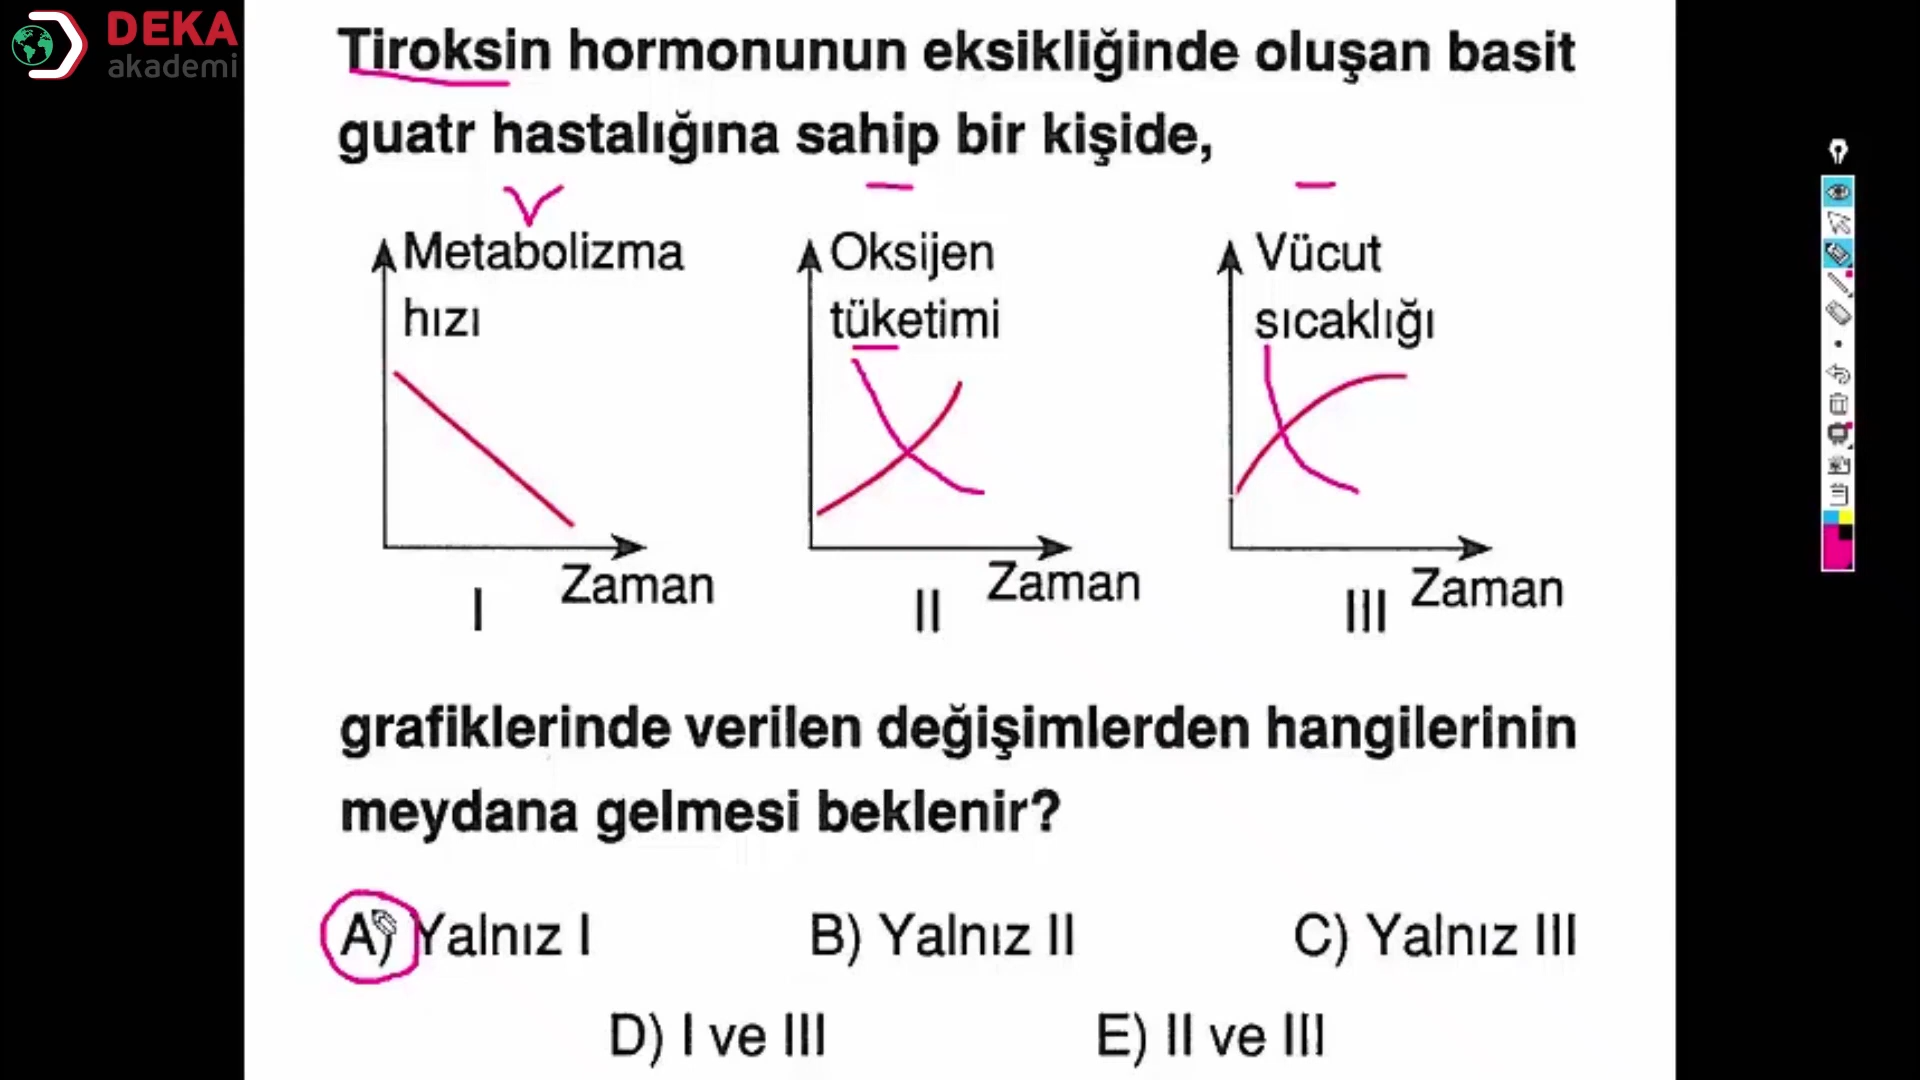 DEKA
akademi
Tiroksin hormonunun eksikliğinde oluşan basit
guatr hastalığına sahip bir kişide,
Metabolizma
hızı
Zaman
I
Oksijen
tüketimi
Zaman
II
Vücut
sıcaklığı
Zaman
III
grafiklerinde verilen değişimlerden hangilerinin
meydana gelmesi beklenir?
A) Yalnız I B) Yalnız II C) Yalnız III
D) I ve III E) II ve III